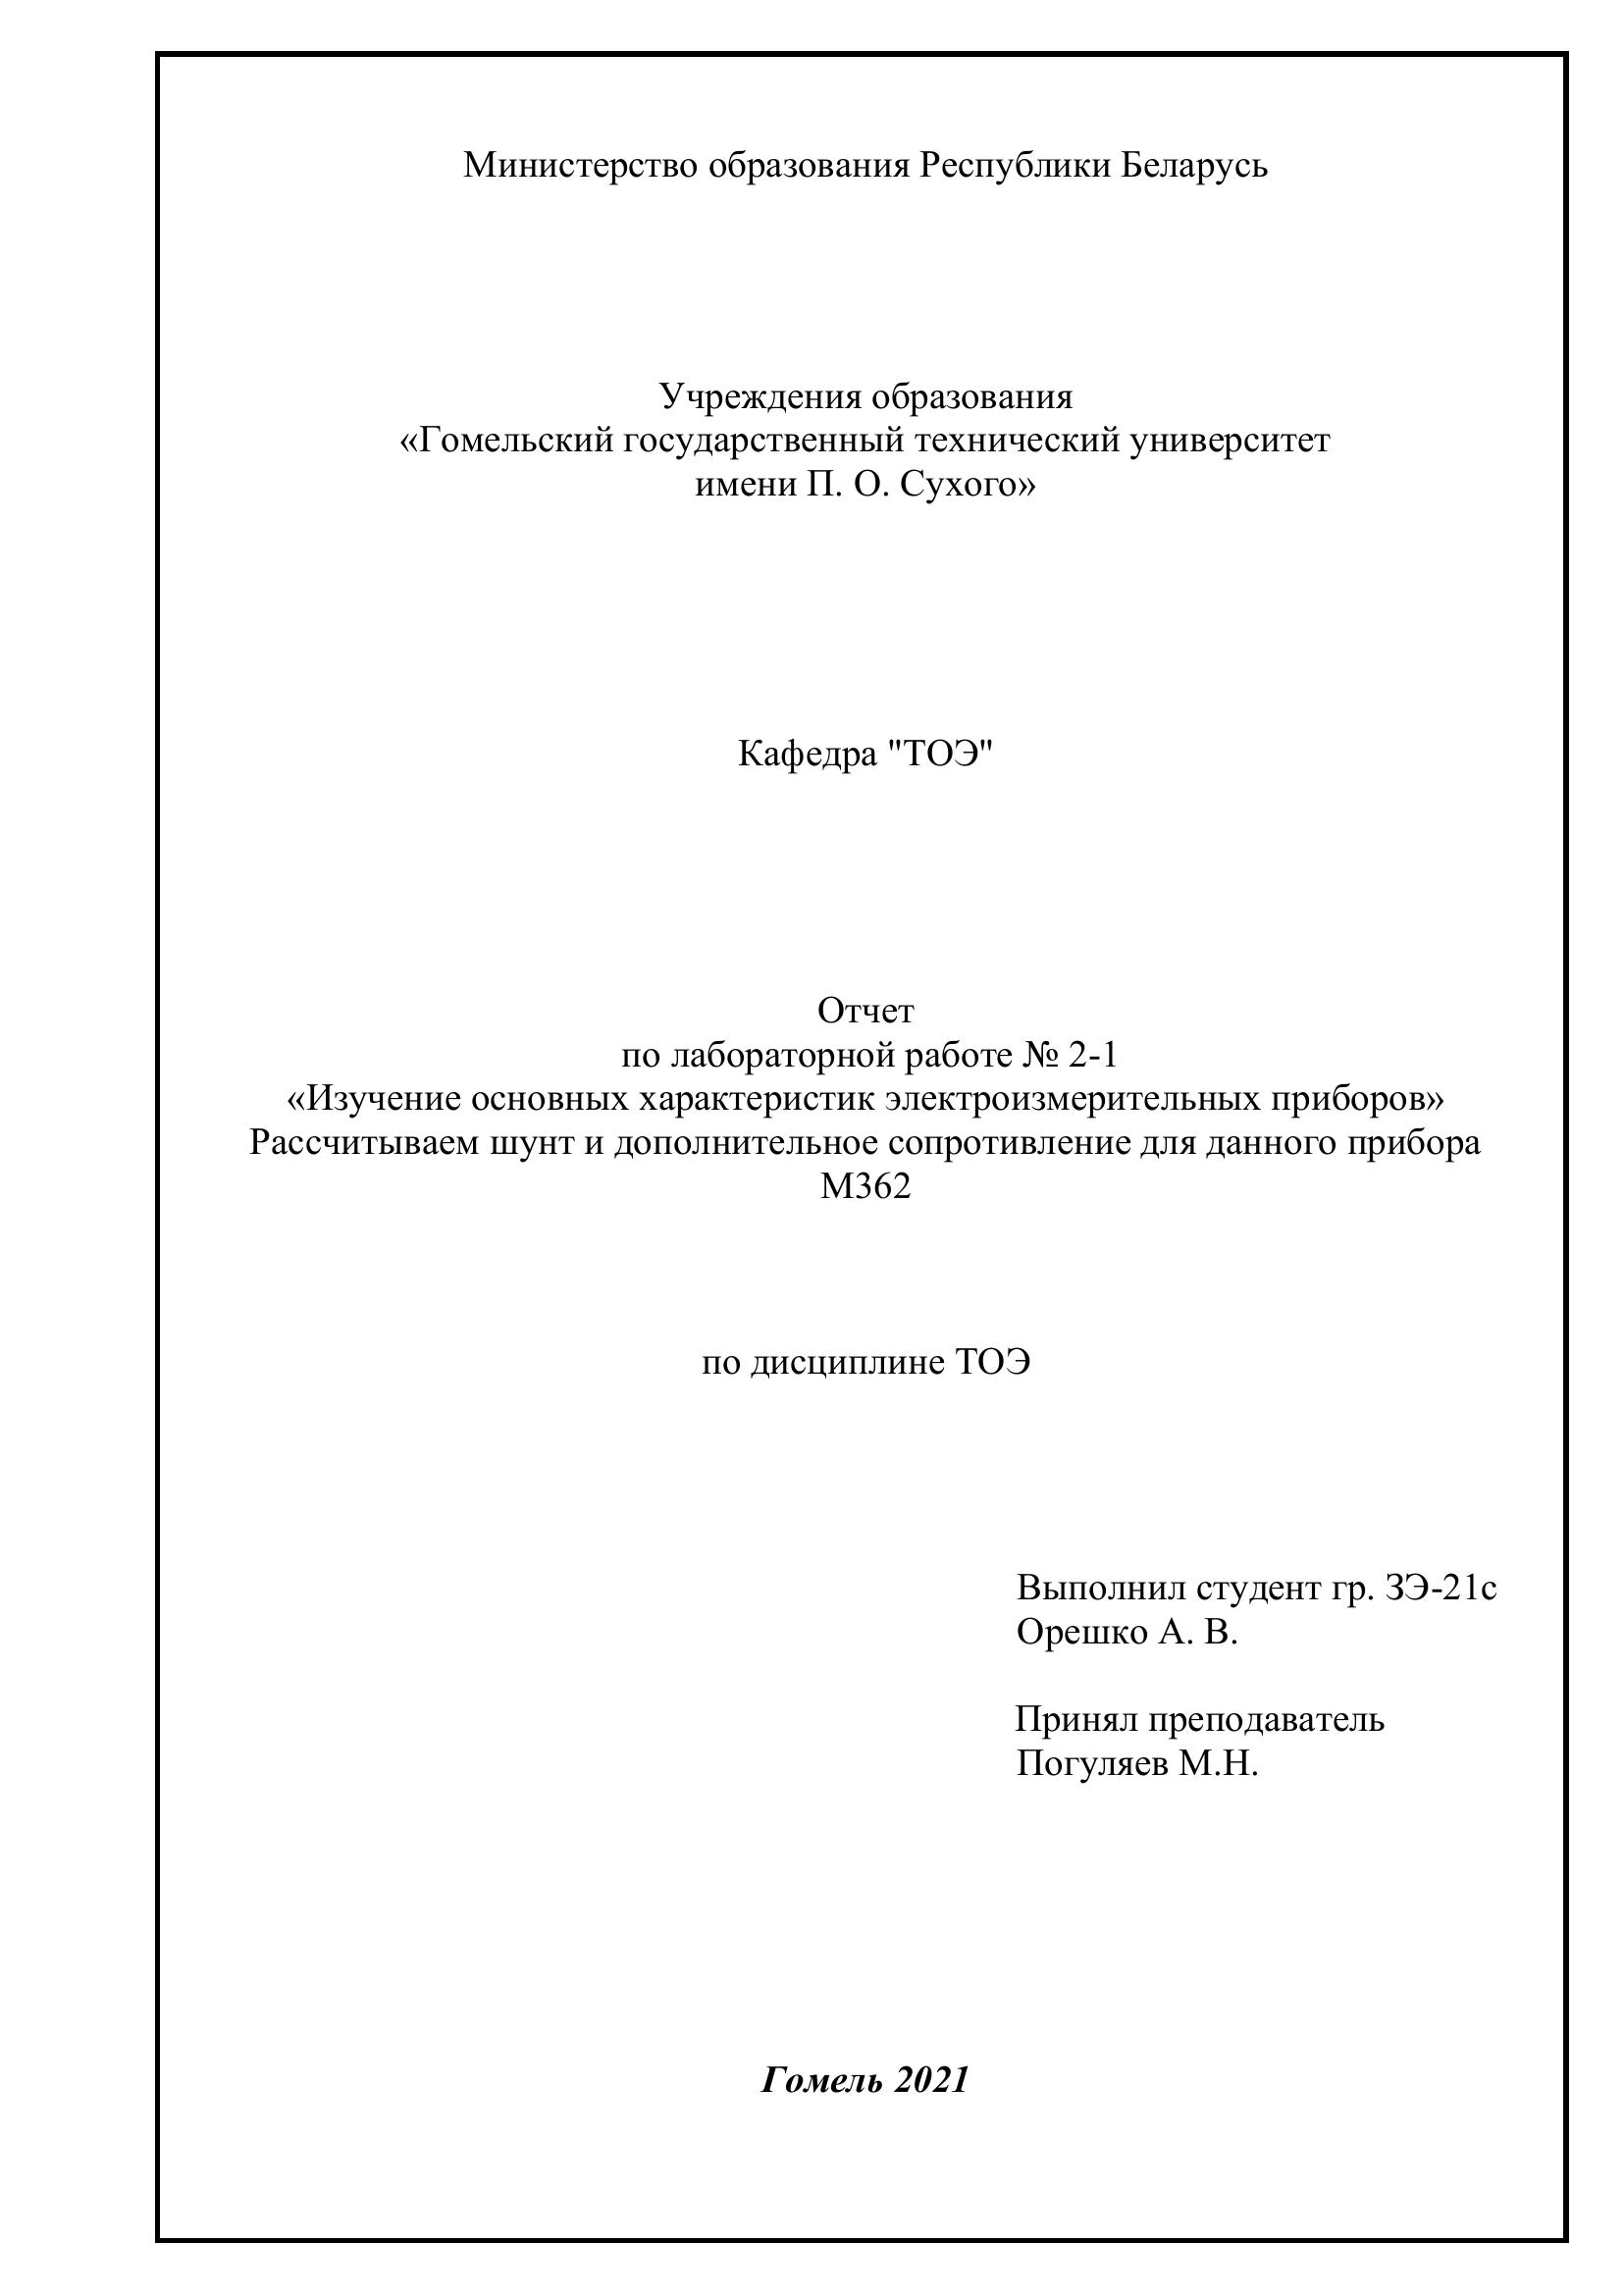 Министерство образования Республики Беларусь
Учреждения образования
«Гомельский государственный технический университет
имени П. О. Сухого»
Кафедра "ТОЭ"
Отчет
по лабораторной работе № 2-1
«Изучение основных характеристик электроизмерительных приборов»
Рассчитываем шунт и дополнительное сопротивление для данного прибора
М362
по дисциплине ТОЭ
Выполнил студент гр. ЗЭ-21с
Орешко А. В.
Принял преподаватель
Погуляев М.Н.
Гомель 2021